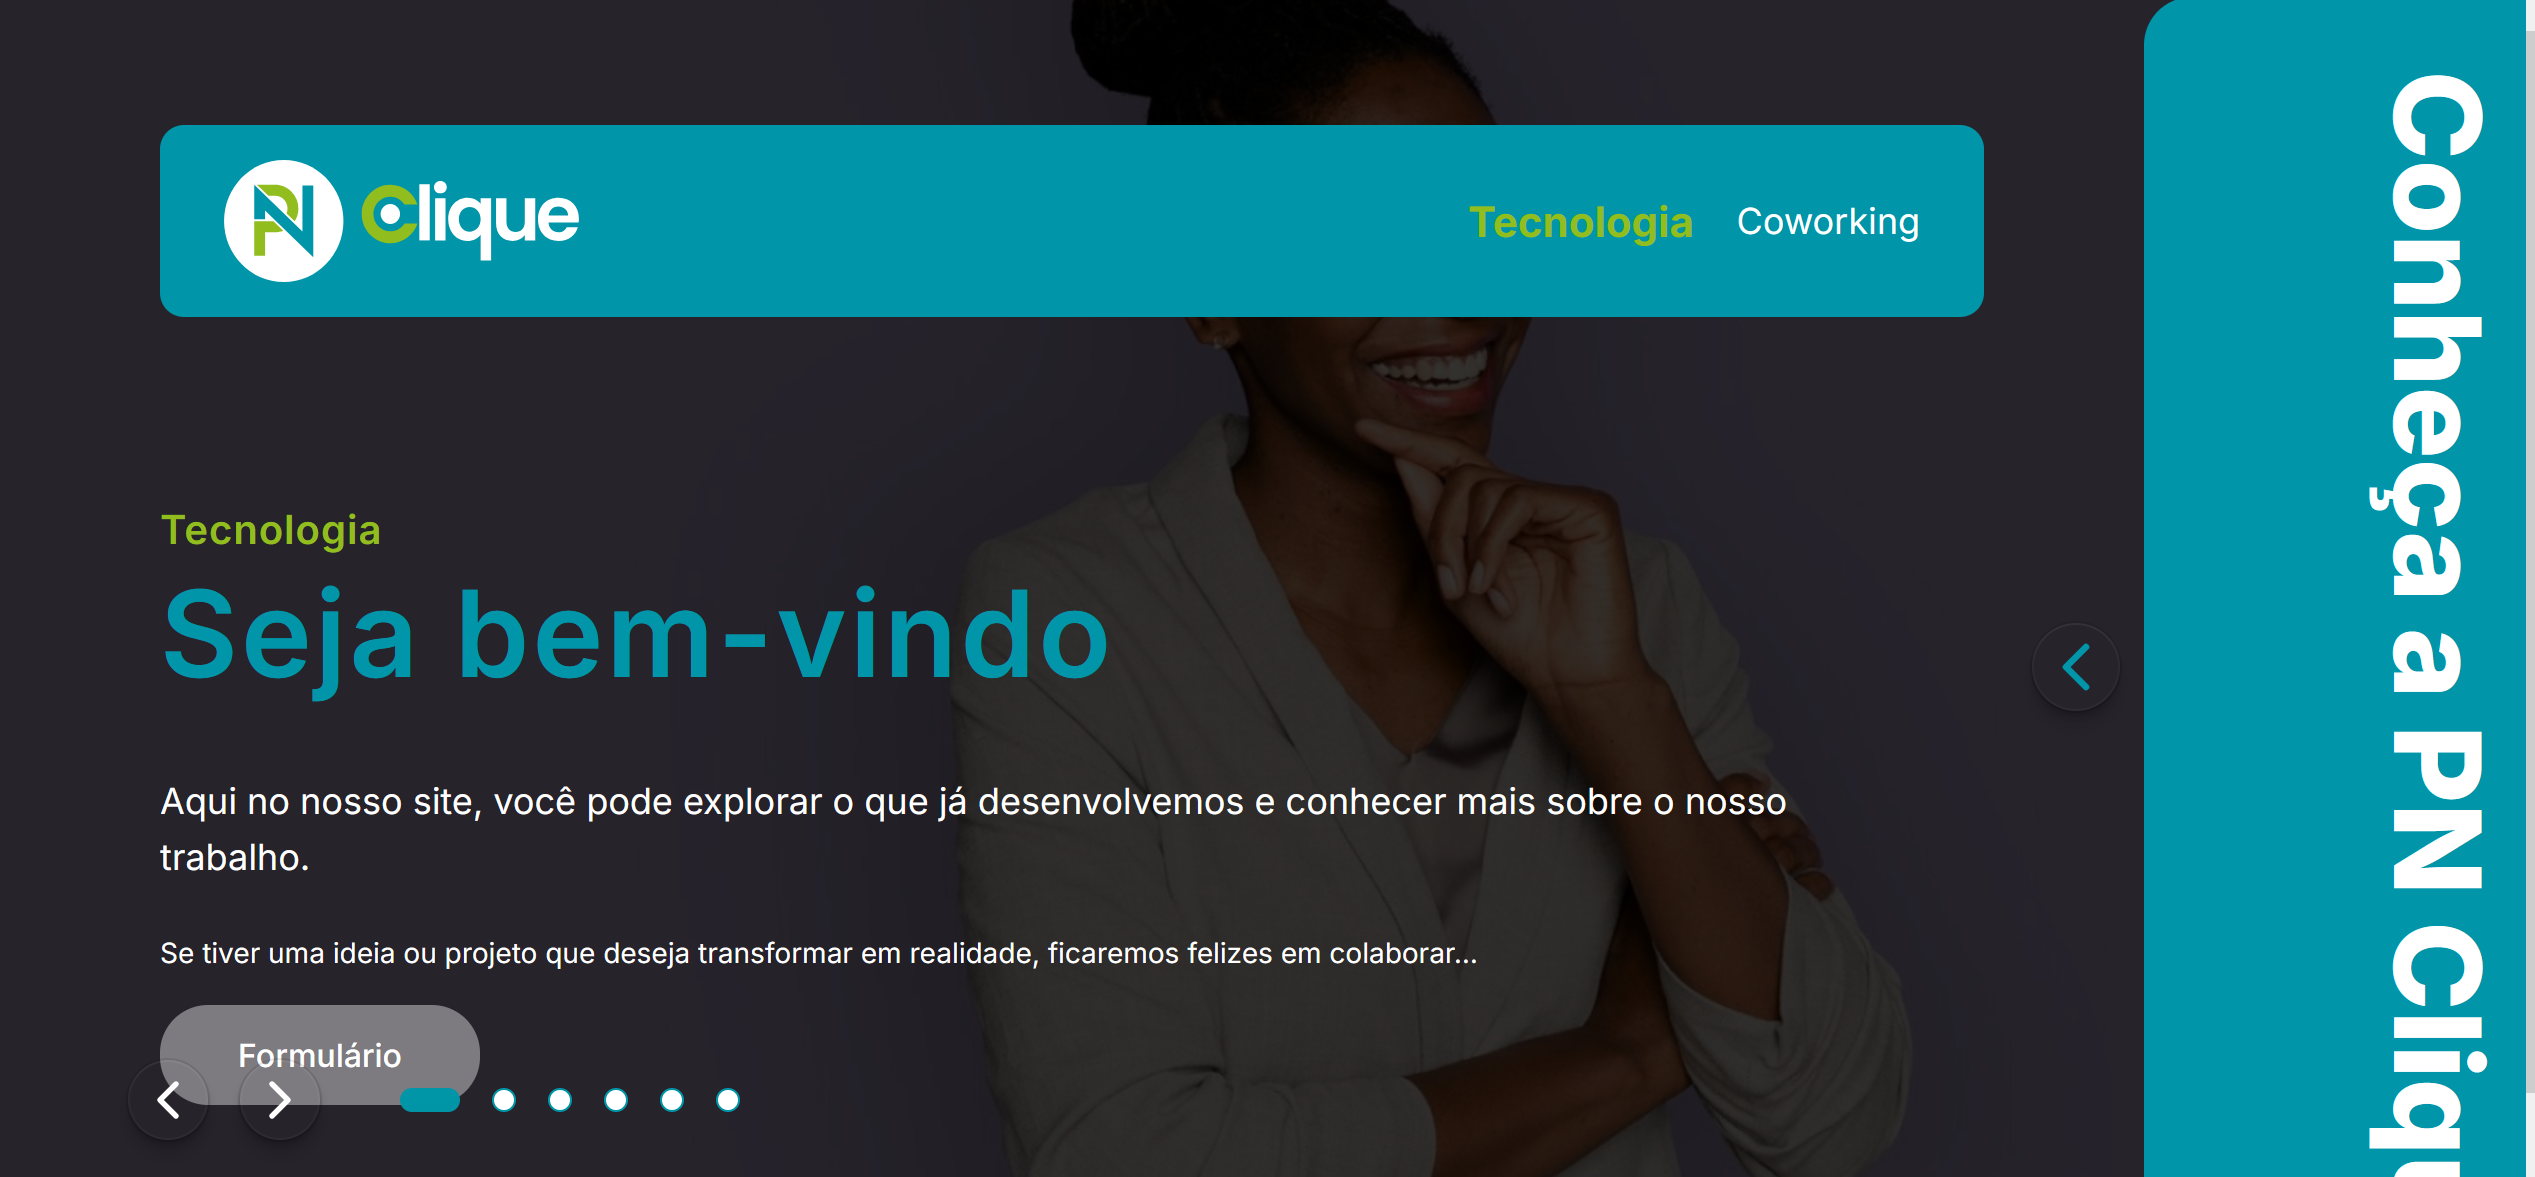 PN Clique
Tecnologia
Coworking
Tecnologia
Seja bem-vindo
Aqui no nosso site, você pode explorar o que já desenvolvemos e conhecer mais sobre o nosso
trabalho.
Se tiver uma ideia ou projeto que deseja transformar em realidade, ficaremos felizes em colaborar...
Formulário
Conheça a PN Cliq